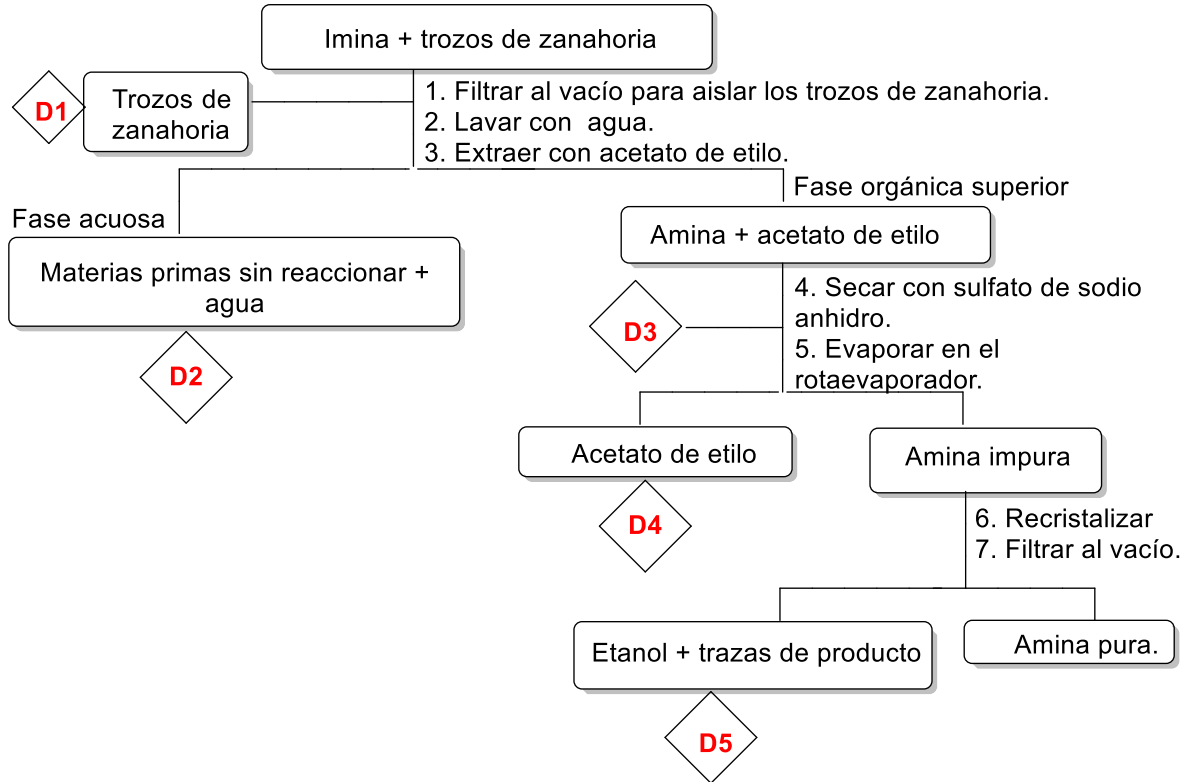 Imina + trozos de zanahoria
D1
Trozos de
zanahoria
1. Filtrar al vacío para aislar los trozos de zanahoria.
2. Lavar con agua.
3. Extraer con acetato de etilo.
Fase acuosa
Fase orgánica superior
Materias primas sin reaccionar +
agua
D2
Amina + acetato de etilo
D3
4. Secar con sulfato de sodio
anhidro.
5. Evaporar en el
rotaevaporador.
Acetato de etilo
D4
Amina impura
6. Recristalizar
7. Filtrar al vacío.
Etanol + trazas de producto
D5
Amina pura.